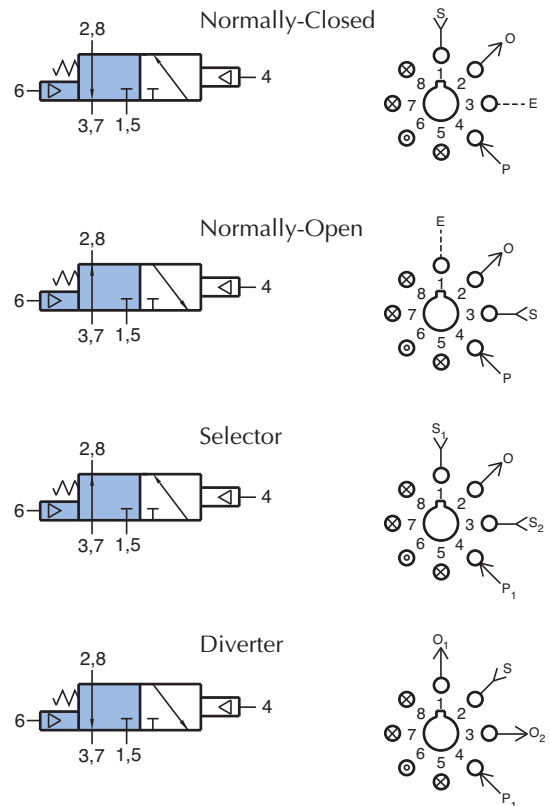 Normally-Closed
2,8
6
4
3,7 1,5
S
O
1
8 2
7 3 E
6 4
5
P
Normally-Open
2,8
6
4
3,7 1,5
E
O
1
8 2
7 3 S
6 4
5
P
Selector
2,8
6
4
3,7 1,5
S1
O
1
8 2
7 3 S2
6 4
5
P1
Diverter
2,8
6
4
3,7 1,5
O1
S
1
8 2
7 3 O2
6 4
5
P1